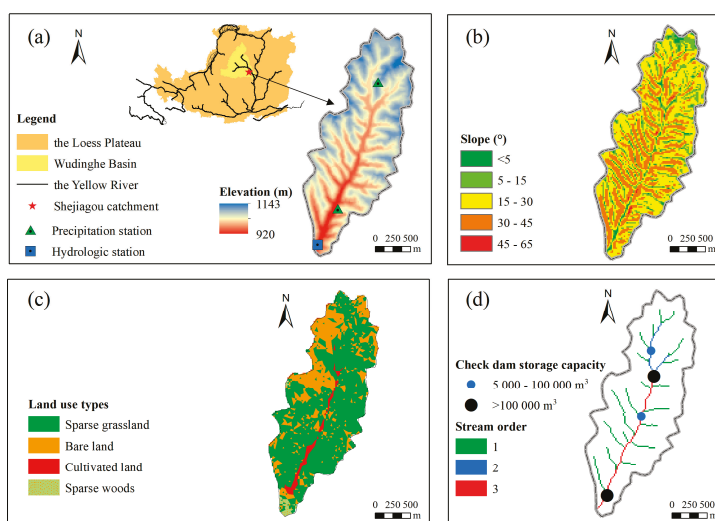 (a)
N
Legend
the Loess Plateau
Wudinghe Basin
the Yellow River
Shejiagou catchment
Precipitation station
Hydrologic station
Elevation (m)
1143
920
0 250 500
m
(b)
N
Slope (°)
<5
5 - 15
15 - 30
30 - 45
45 - 65
0 250 500
m
(c)
N
Land use types
Sparse grassland
Bare land
Cultivated land
Sparse woods
0 250 500
m
(d)
N
Check dam storage capacity
5 000 - 100 000 m³
>100 000 m³
Stream order
1
2
3
0 250 500
m